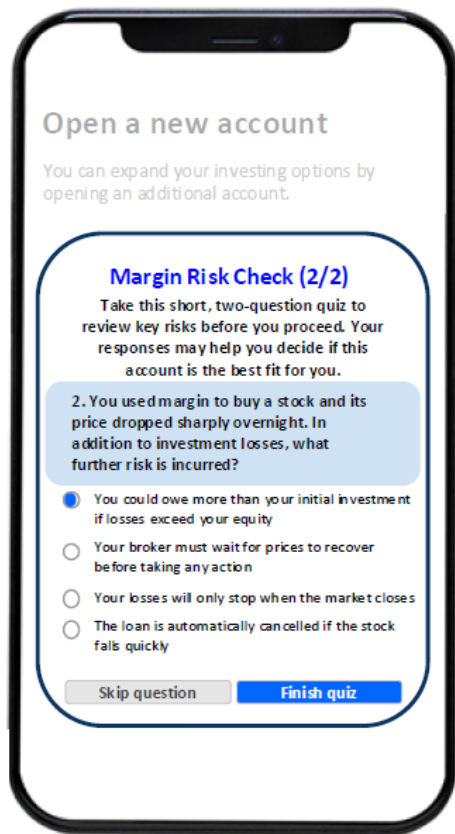 Open a new account
You can expand your investing options by
opening an additional account.
Margin Risk Check (2/2)
Take this short, two-question quiz to
review key risks before you proceed. Your
responses may help you decide if this
account is the best fit for you.
2. You used margin to buy a stock and its
price dropped sharply overnight. In
addition to investment losses, what
further risk is incurred?
You could owe more than your initial investment
if losses exceed your equity
Your broker must wait for prices to recover
before taking any action
Your losses will only stop when the market closes
The loan is automatically cancelled if the stock
falls quickly
Skip question
Finish quiz